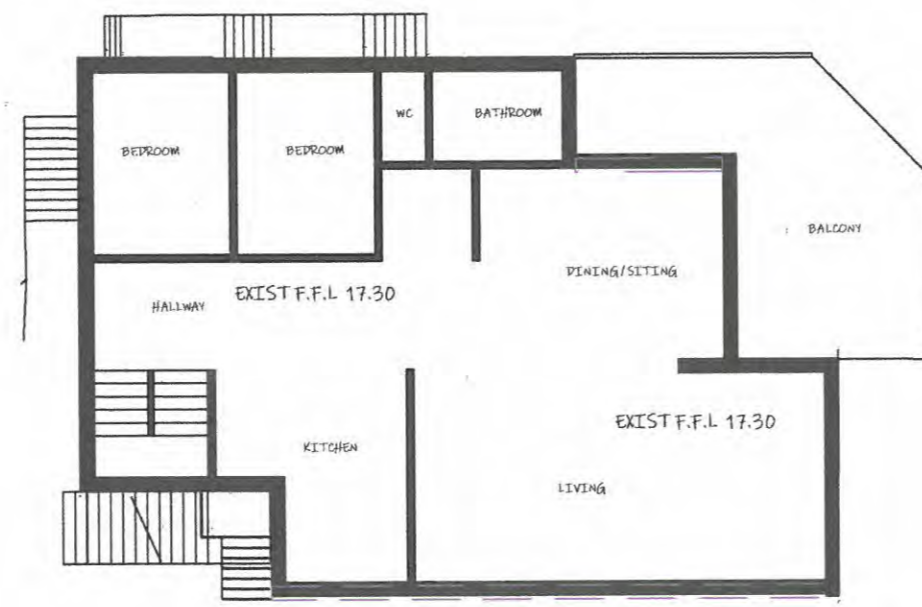 WC
BATHROOM
BEDROOM
BEDROOM
BALCONY
DINING/SITING
EXIST F.F.L 17.30
HALLWAY
EXIST F.F.L 17.30
KITCHEN
LIVING